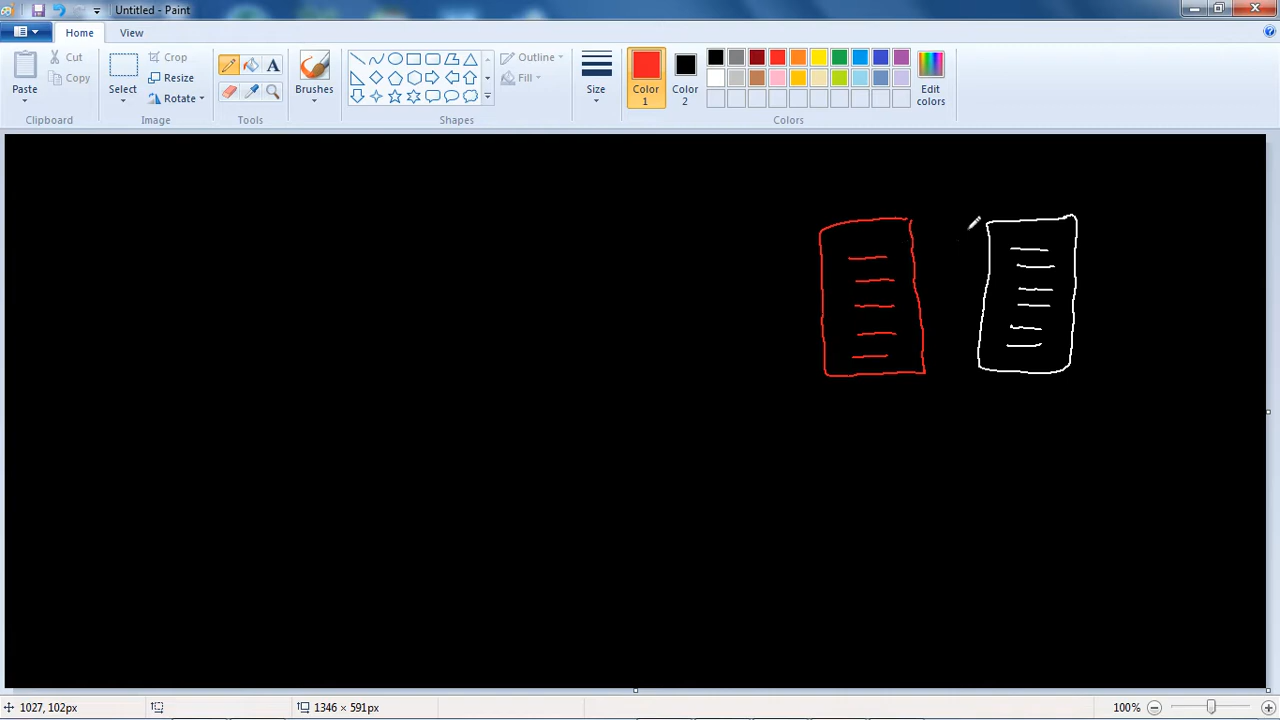 Untitled - Paint
Home View
Paste
Cut
Copy
Clipboard
Select
Crop
Resize
Rotate
Image
Tools
Brushes
Outline
Fill
Shapes
Size
Color 1
Color 2
Edit colors
Colors
1027, 102px
1346 × 591px
100%